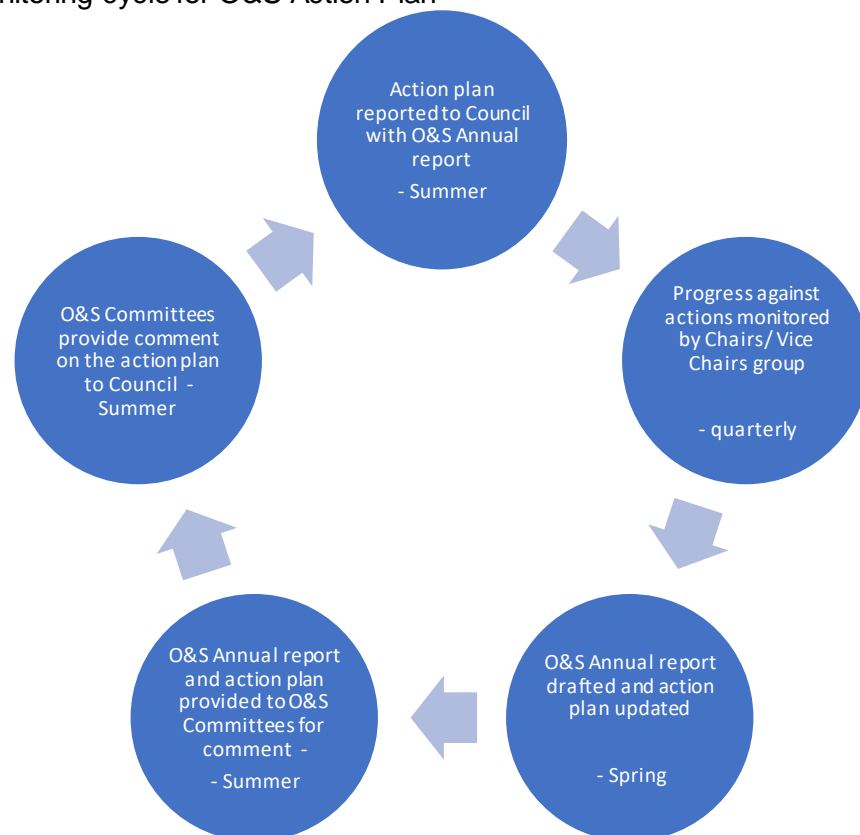 Action plan
reported to Council
with O&S Annual
report
- Summer
Progress against
actions monitored
by Chairs/ Vice
Chairs group
- quarterly
O&S Annual report
drafted and action
plan updated
- Spring
O&S Annual report
and action plan
provided to O&S
Committees for
comment -
- Summer
O&S Committees
provide comment
on the action plan
to Council -
Summer